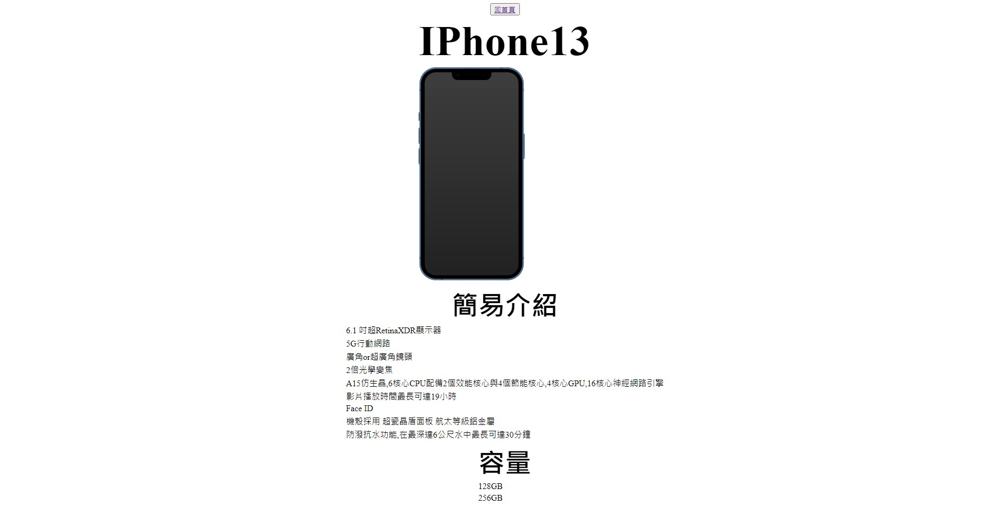 回首頁
IPhone13
簡易介紹
6.1 吋超RetinaXDR顯示器
5G行動網路
廣角or超廣角鏡頭
2倍光學變焦
A15仿生晶,6核心CPU配備2個效能核心與4個節能核心,4核心GPU,16核心神經網路引擎
影片播放時間最長可達19小時
Face ID
機殼採用 超瓷晶盾面板 航太等級鋁金屬
防潑抗水功能,在最深達6公尺水中最長可達30分鐘
容量
128GB
256GB